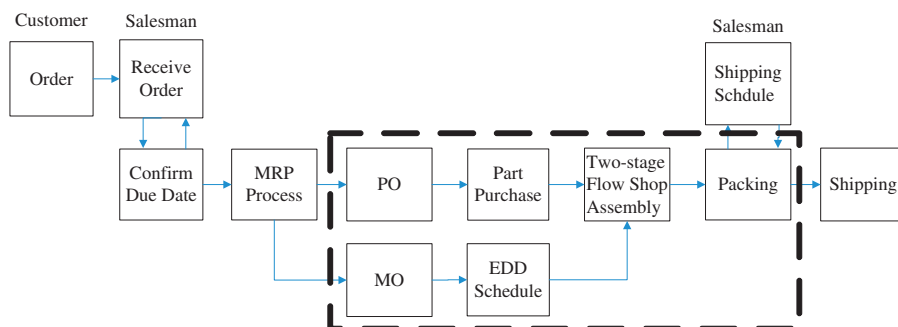 Customer
Salesman
Salesman
Order
Receive
Order
Shipping
Schdule
Confirm
Due Date
MRP
Process
PO
Part
Purchase
Two-stage
Flow Shop
Assembly
Packing
Shipping
MO
EDD
Schedule